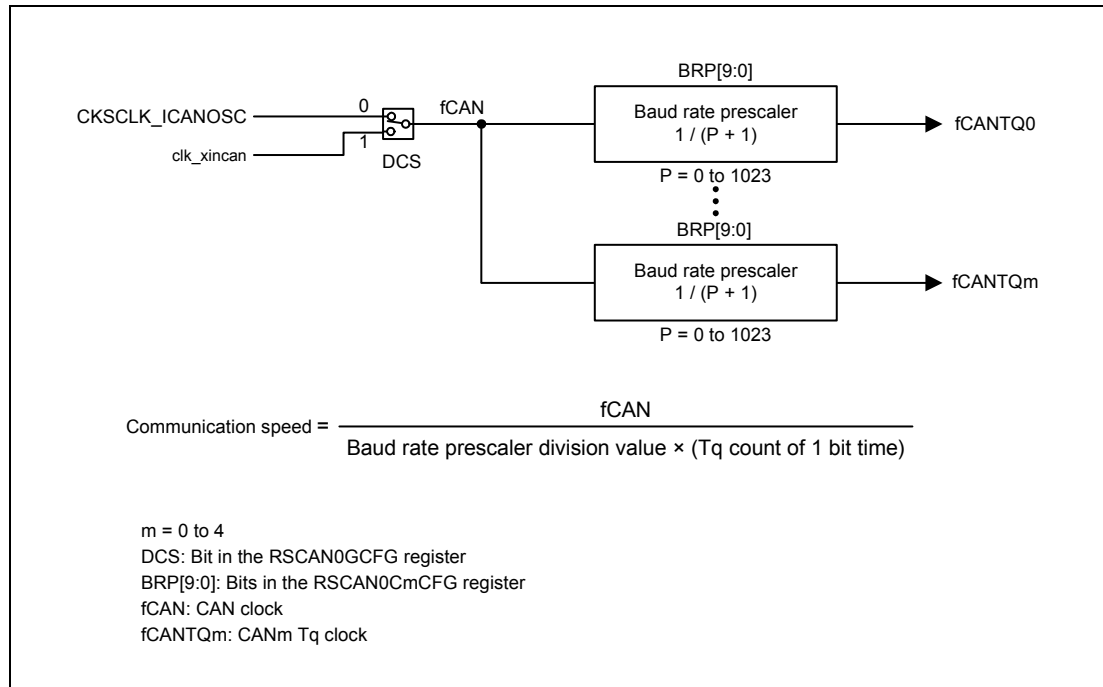 BRP[9:0]
CKSCLK_ICANOSC
0
fCAN
Baud rate prescaler
1 / (P + 1)
fCANTQ0
clk_xincan
1
DCS
P = 0 to 1023
BRP[9:0]
Baud rate prescaler
1 / (P + 1)
fCANTQm
P = 0 to 1023
fCAN
Communication speed =
Baud rate prescaler division value × (Tq count of 1 bit time)
m = 0 to 4
DCS: Bit in the RSCAN0GCFG register
BRP[9:0]: Bits in the RSCAN0CmCFG register
fCAN: CAN clock
fCANTQm: CANm Tq clock